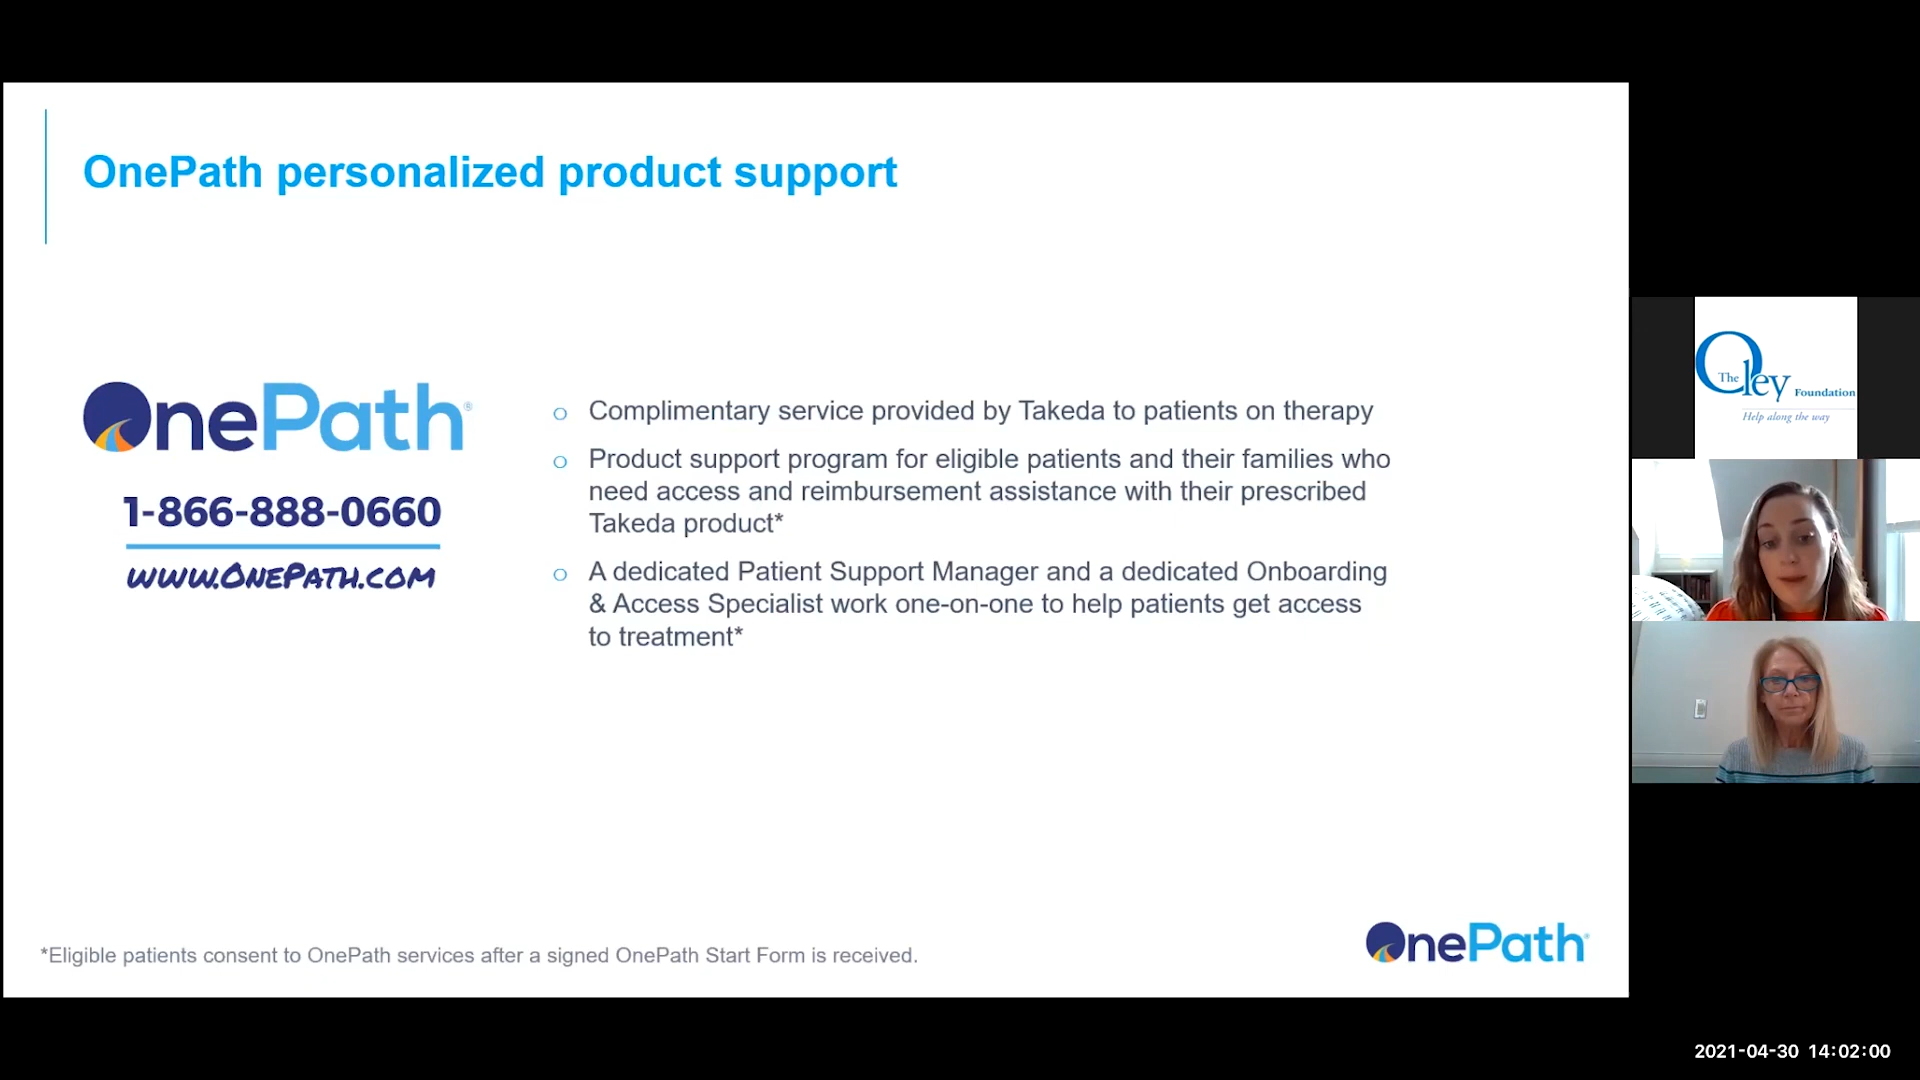 OnePath personalized product support
OnePath®
1-866-888-0660
www.OnePath.com
o Complimentary service provided by Takeda to patients on therapy
o Product support program for eligible patients and their families who
need access and reimbursement assistance with their prescribed
Takeda product*
o A dedicated Patient Support Manager and a dedicated Onboarding
& Access Specialist work one-on-one to help patients get access
to treatment*
*Eligible patients consent to OnePath services after a signed OnePath Start Form is received.
OnePath®
The Oley Foundation
Help along the way
2021-04-30 14:02:00